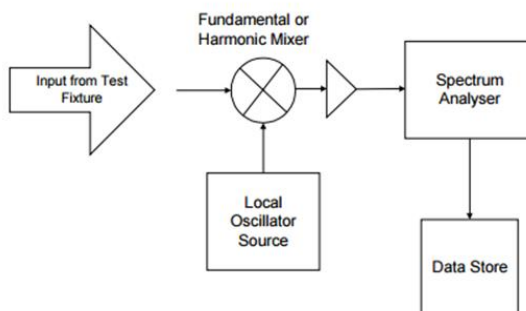 Fundamental or
Harmonic Mixer
Input from Test
Fixture
Spectrum
Analyser
Local
Oscillator
Source
Data Store